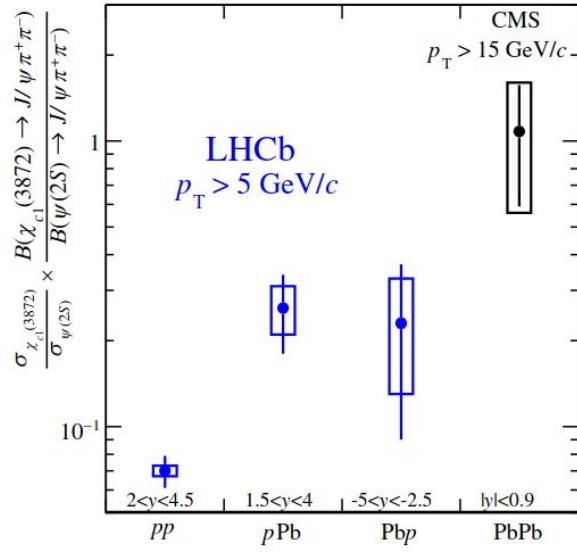 σχc1(3872) / σψ(2S) × B(χc1(3872) → J/ψ π+π−) / B(ψ(2S) → J/ψ π+π−)
CMS
pT > 15 GeV/c
1
LHCb
pT > 5 GeV/c
10−1
2<y<4.5 1.5<y<4 -5<y<-2.5 |y|<0.9
pp pPb Pbp PbPb